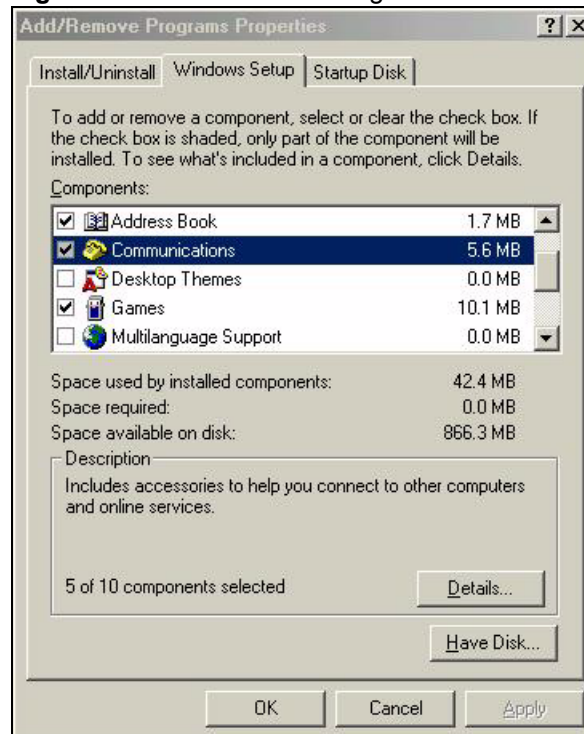 Add/Remove Programs Properties
Install/Uninstall Windows Setup Startup Disk
To add or remove a component, select or clear the check box. If
the check box is shaded, only part of the component will be
installed. To see what's included in a component, click Details.
Components:
Address Book 1.7 MB
Communications 5.6 MB
Desktop Themes 0.0 MB
Games 10.1 MB
Multilanguage Support 0.0 MB
Space used by installed components: 42.4 MB
Space required: 0.0 MB
Space available on disk: 866.3 MB
Description
Includes accessories to help you connect to other computers
and online services.
5 of 10 components selected
Details...
Have Disk...
OK Cancel Apply